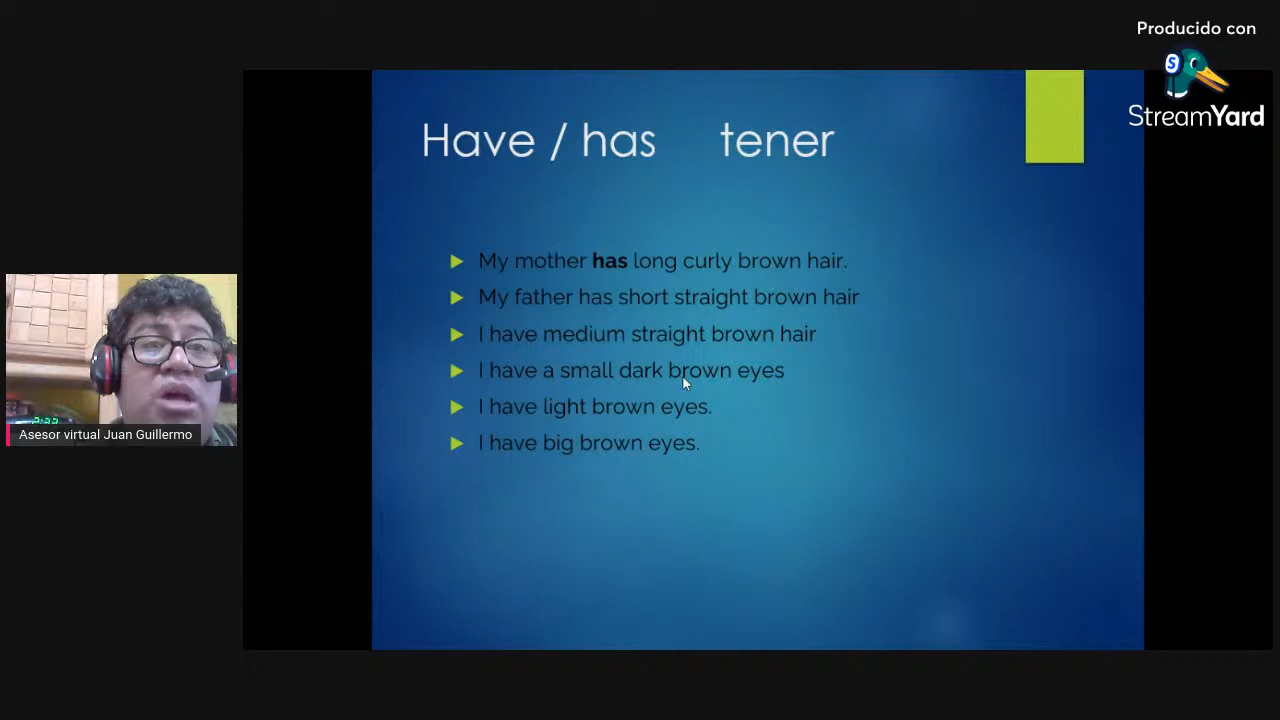 Producido con
StreamYard
Have / has tener
My mother has long curly brown hair.
My father has short straight brown hair
I have medium straight brown hair
I have a small dark brown eyes
I have light brown eyes.
I have big brown eyes.
Asesor virtual Juan Guillermo